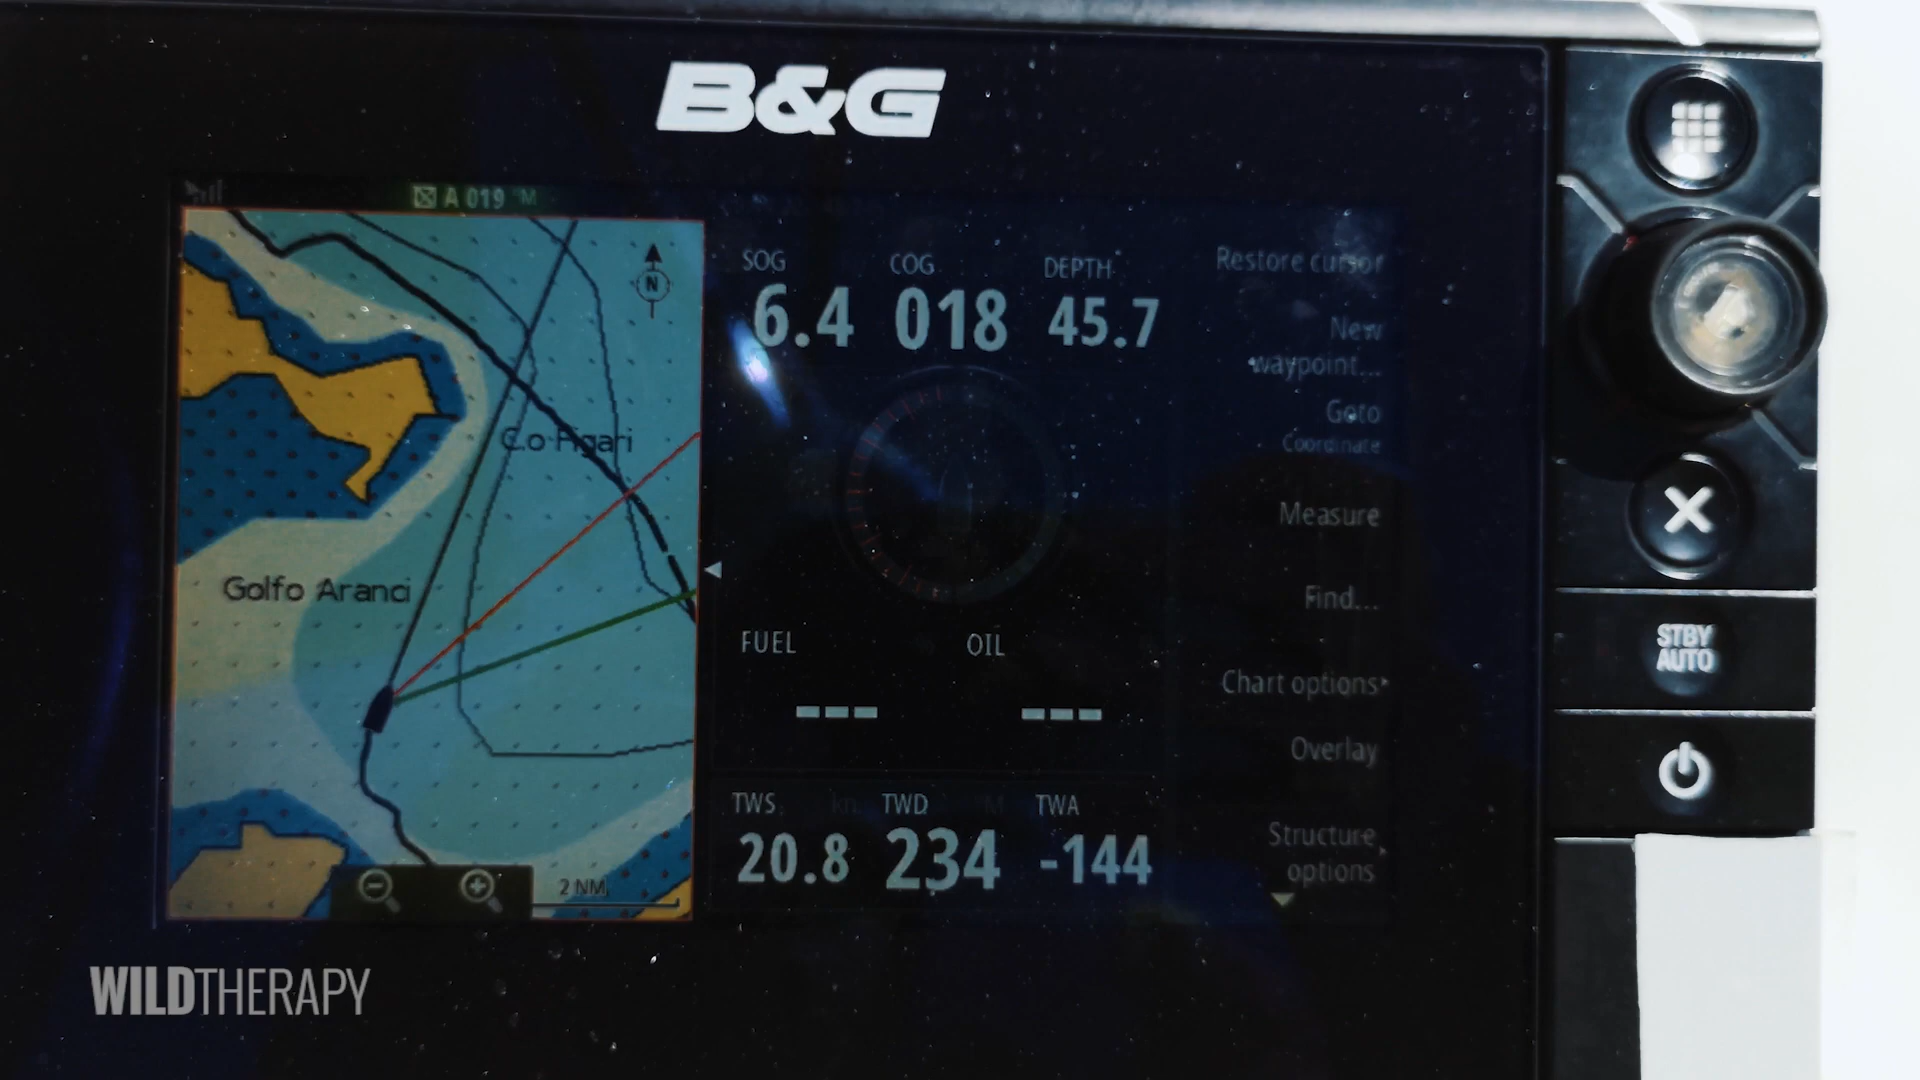 B&G
A 019 °M
N
C.o Figari
Golfo Aranci
2 NM
SOG COG DEPTH
6.4 018 45.7
FUEL OIL
--- ---
TWS kn TWD °M TWA
20.8 234 -144
Restore cursor
New
waypoint...
Goto
Coordinate
Measure
Find...
Chart options
Overlay
Structure
options
STBY
AUTO
WILDTHERAPY